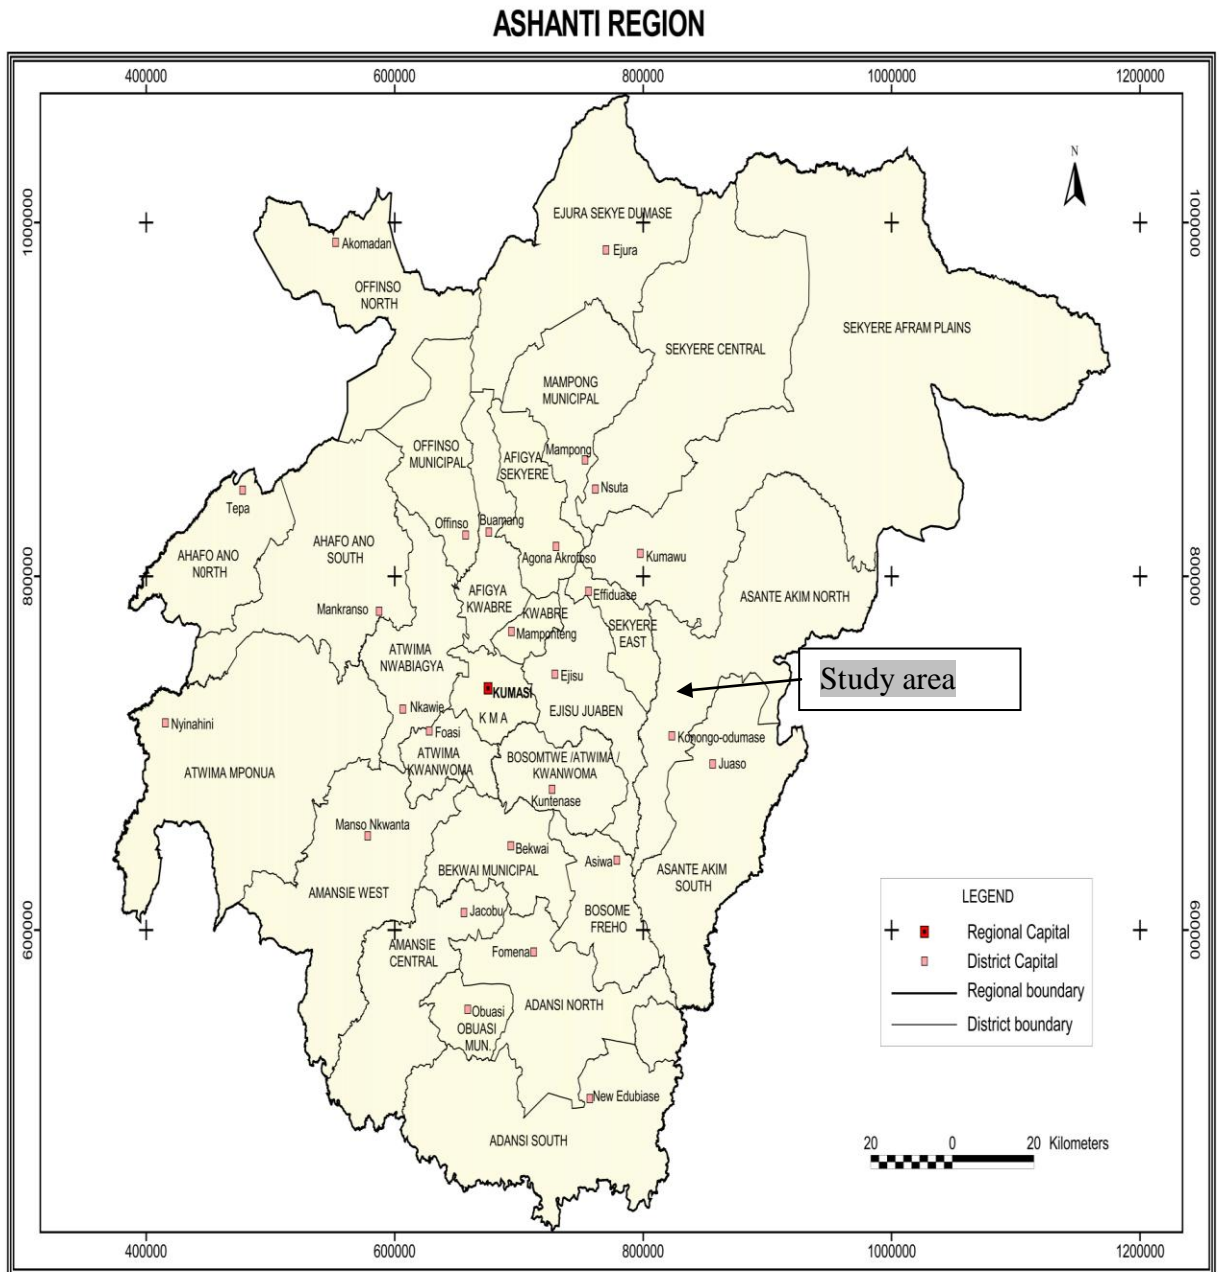 ASHANTI REGION
400000 600000 800000 1000000 1200000
N
1000000
1000000
EJURA SEKYE DUMASE
Ejura
Akomadan
OFFINSO
NORTH
SEKYERE AFRAM PLAINS
SEKYERE CENTRAL
MAMPONG
MUNICIPAL
OFFINSO
MUNICIPAL
AFIGYA
SEKYERE
Mampong
Nsuta
Tepa
Offinso
Buamang
AHAFO ANO
SOUTH
AHAFO ANO
N0RTH
Agona Akrofoso
Kumawu
800000
800000
AFIGYA
KWABRE
Effiduase
ASANTE AKIM NORTH
Mankranso
KWABRE
Mamponteng
SEKYERE
EAST
ATWIMA
NWABIAGYA
Ejisu
Study area
KUMASI
K M A
EJISU JUABEN
Nkawie
Nyinahini
Foasi
Konongo-odumase
ATWIMA
KWANWOMA
BOSOMTWE /ATWIMA /
KWANWOMA
Juaso
ATWIMA MPONUA
Kuntenase
Manso Nkwanta
Bekwai
BEKWAI MUNICIPAL
Asiwa
ASANTE AKIM
SOUTH
AMANSIE WEST
Jacobu
BOSOME
FREHO
AMANSIE
CENTRAL
Fomena
600000
600000
LEGEND
Regional Capital
District Capital
Regional boundary
District boundary
ADANSI NORTH
Obuasi
OBUASI
MUN.
New Edubiase
ADANSI SOUTH
20 0 20 Kilometers
400000 600000 800000 1000000 1200000